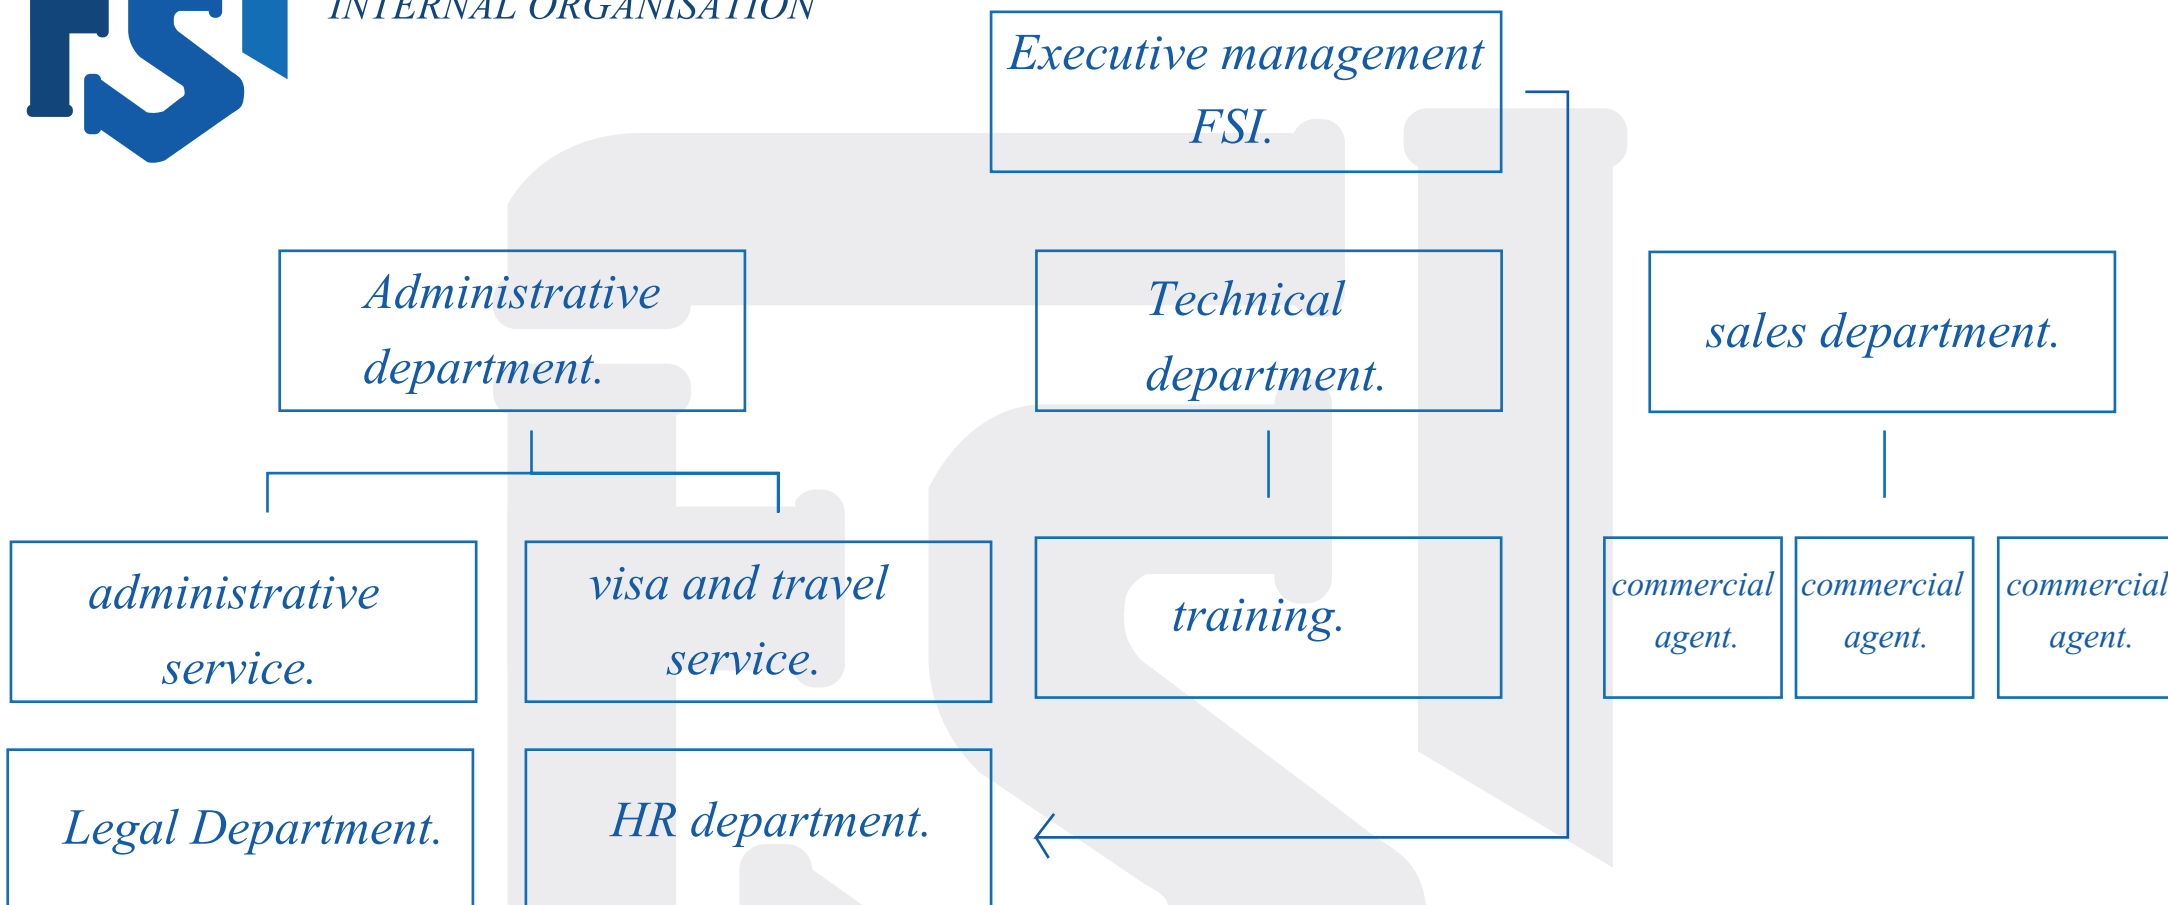 FSI
INTERNAL ORGANISATION
Executive management
FSI.
Administrative
department.
Technical
department.
sales department.
administrative
service.
visa and travel
service.
training.
commercial
agent.
commercial
agent.
commercial
agent.
Legal Department.
HR department.